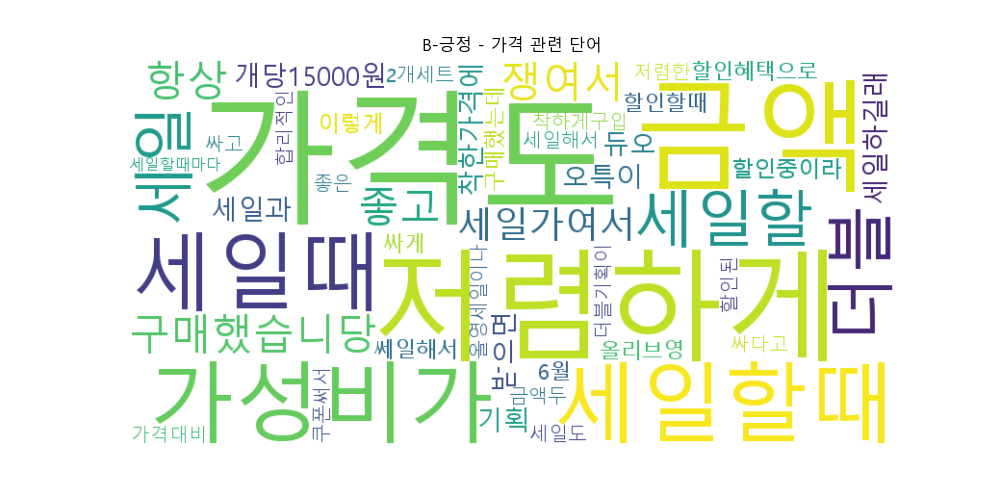 B-긍정 - 가격 관련 단어
항상
개당15000원
2개세트
착한가격에
쟁여서
저렴한
할인혜택으로
세일
가격도
금액
합리적인
이렇게
구매했는데
착하게구입
할인할때
세일하길래
싸고
세일해서
듀오
세일할때마다
좋은
좋고
오특이
할인중이라
세일과
세일가여서
세일할
더블
세일때
싸게
저렴하게
올영세일이나
더블기획이
할인된
구매했습니당
쎄일해서
받이면
올리브영
싸다고
가성비가
쿠폰써서
6월
금액두
세일할때
가격대비
기획
세일도